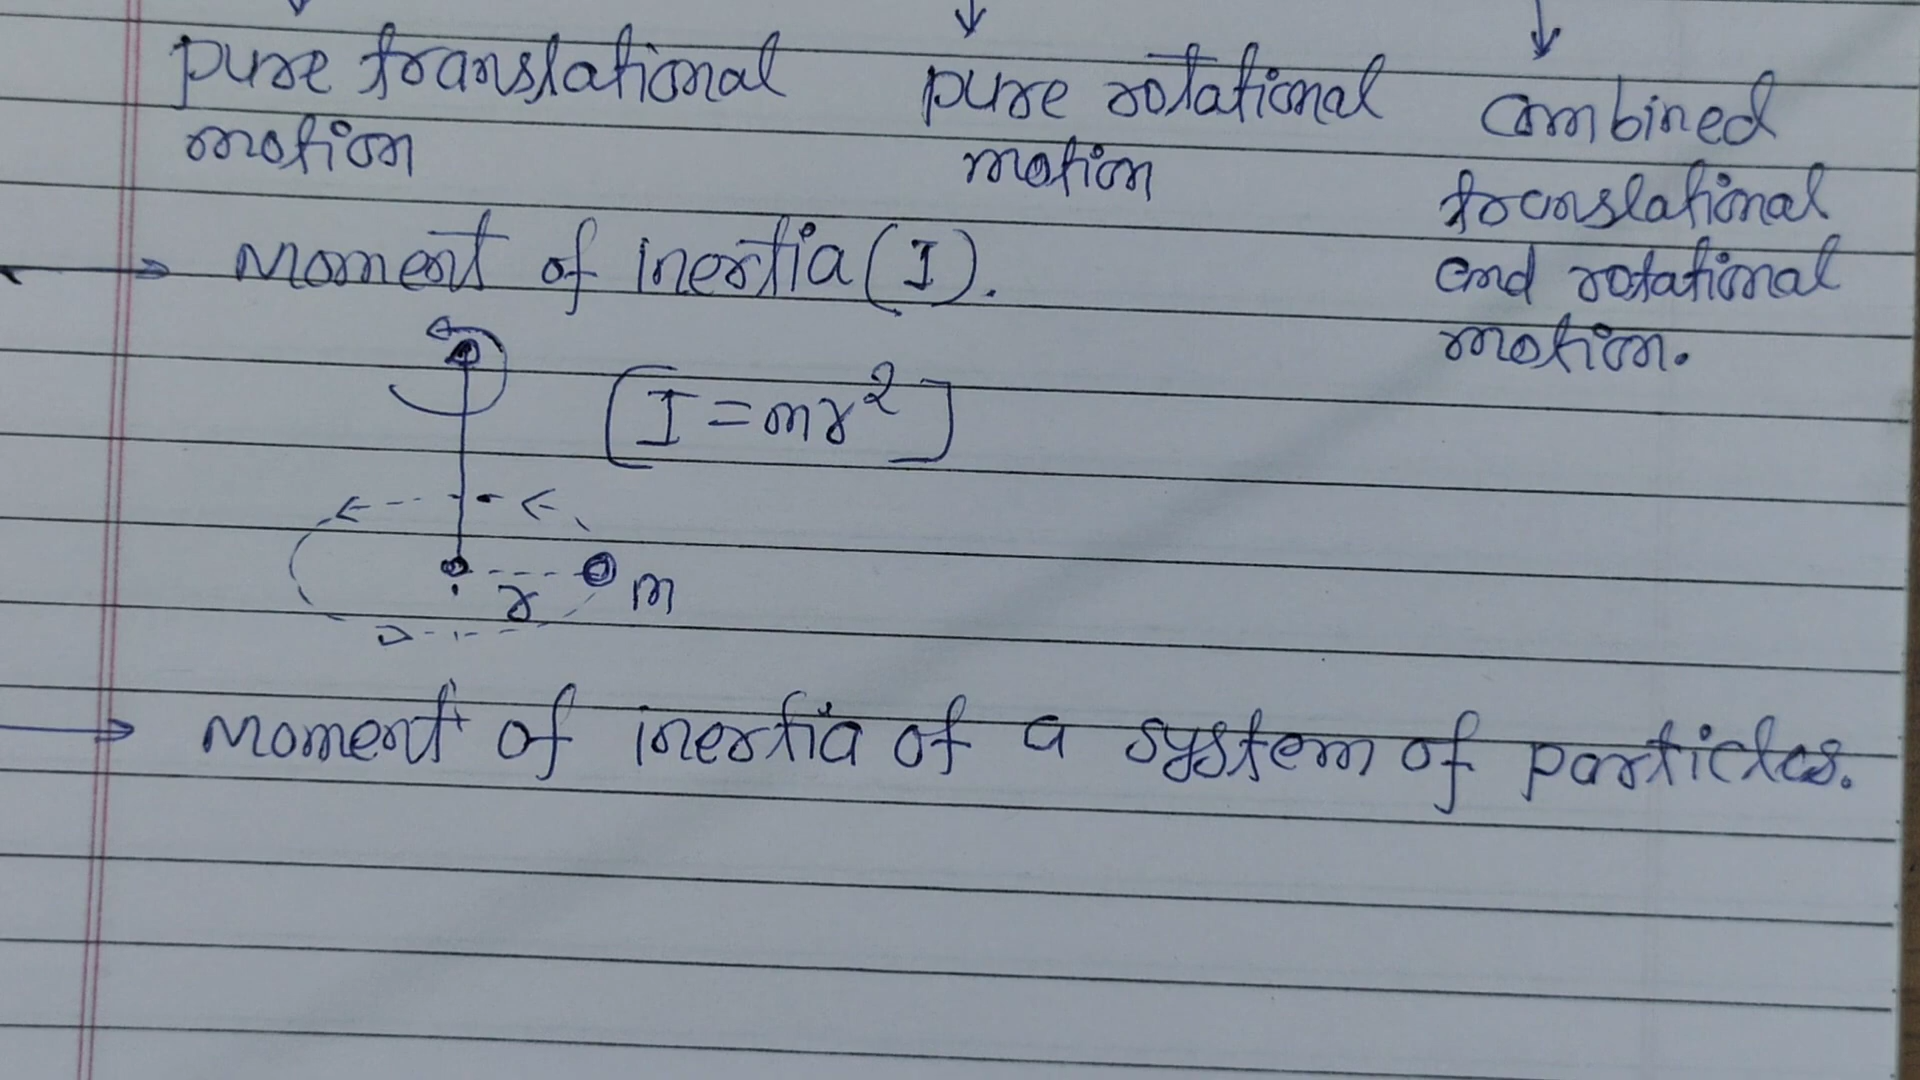 pure translational
motion
pure rotational
motion
combined
translational
and rotational
motion.
Moment of inertia (I).
[I = mr²]
r
m
Moment of inertia of a system of particles.